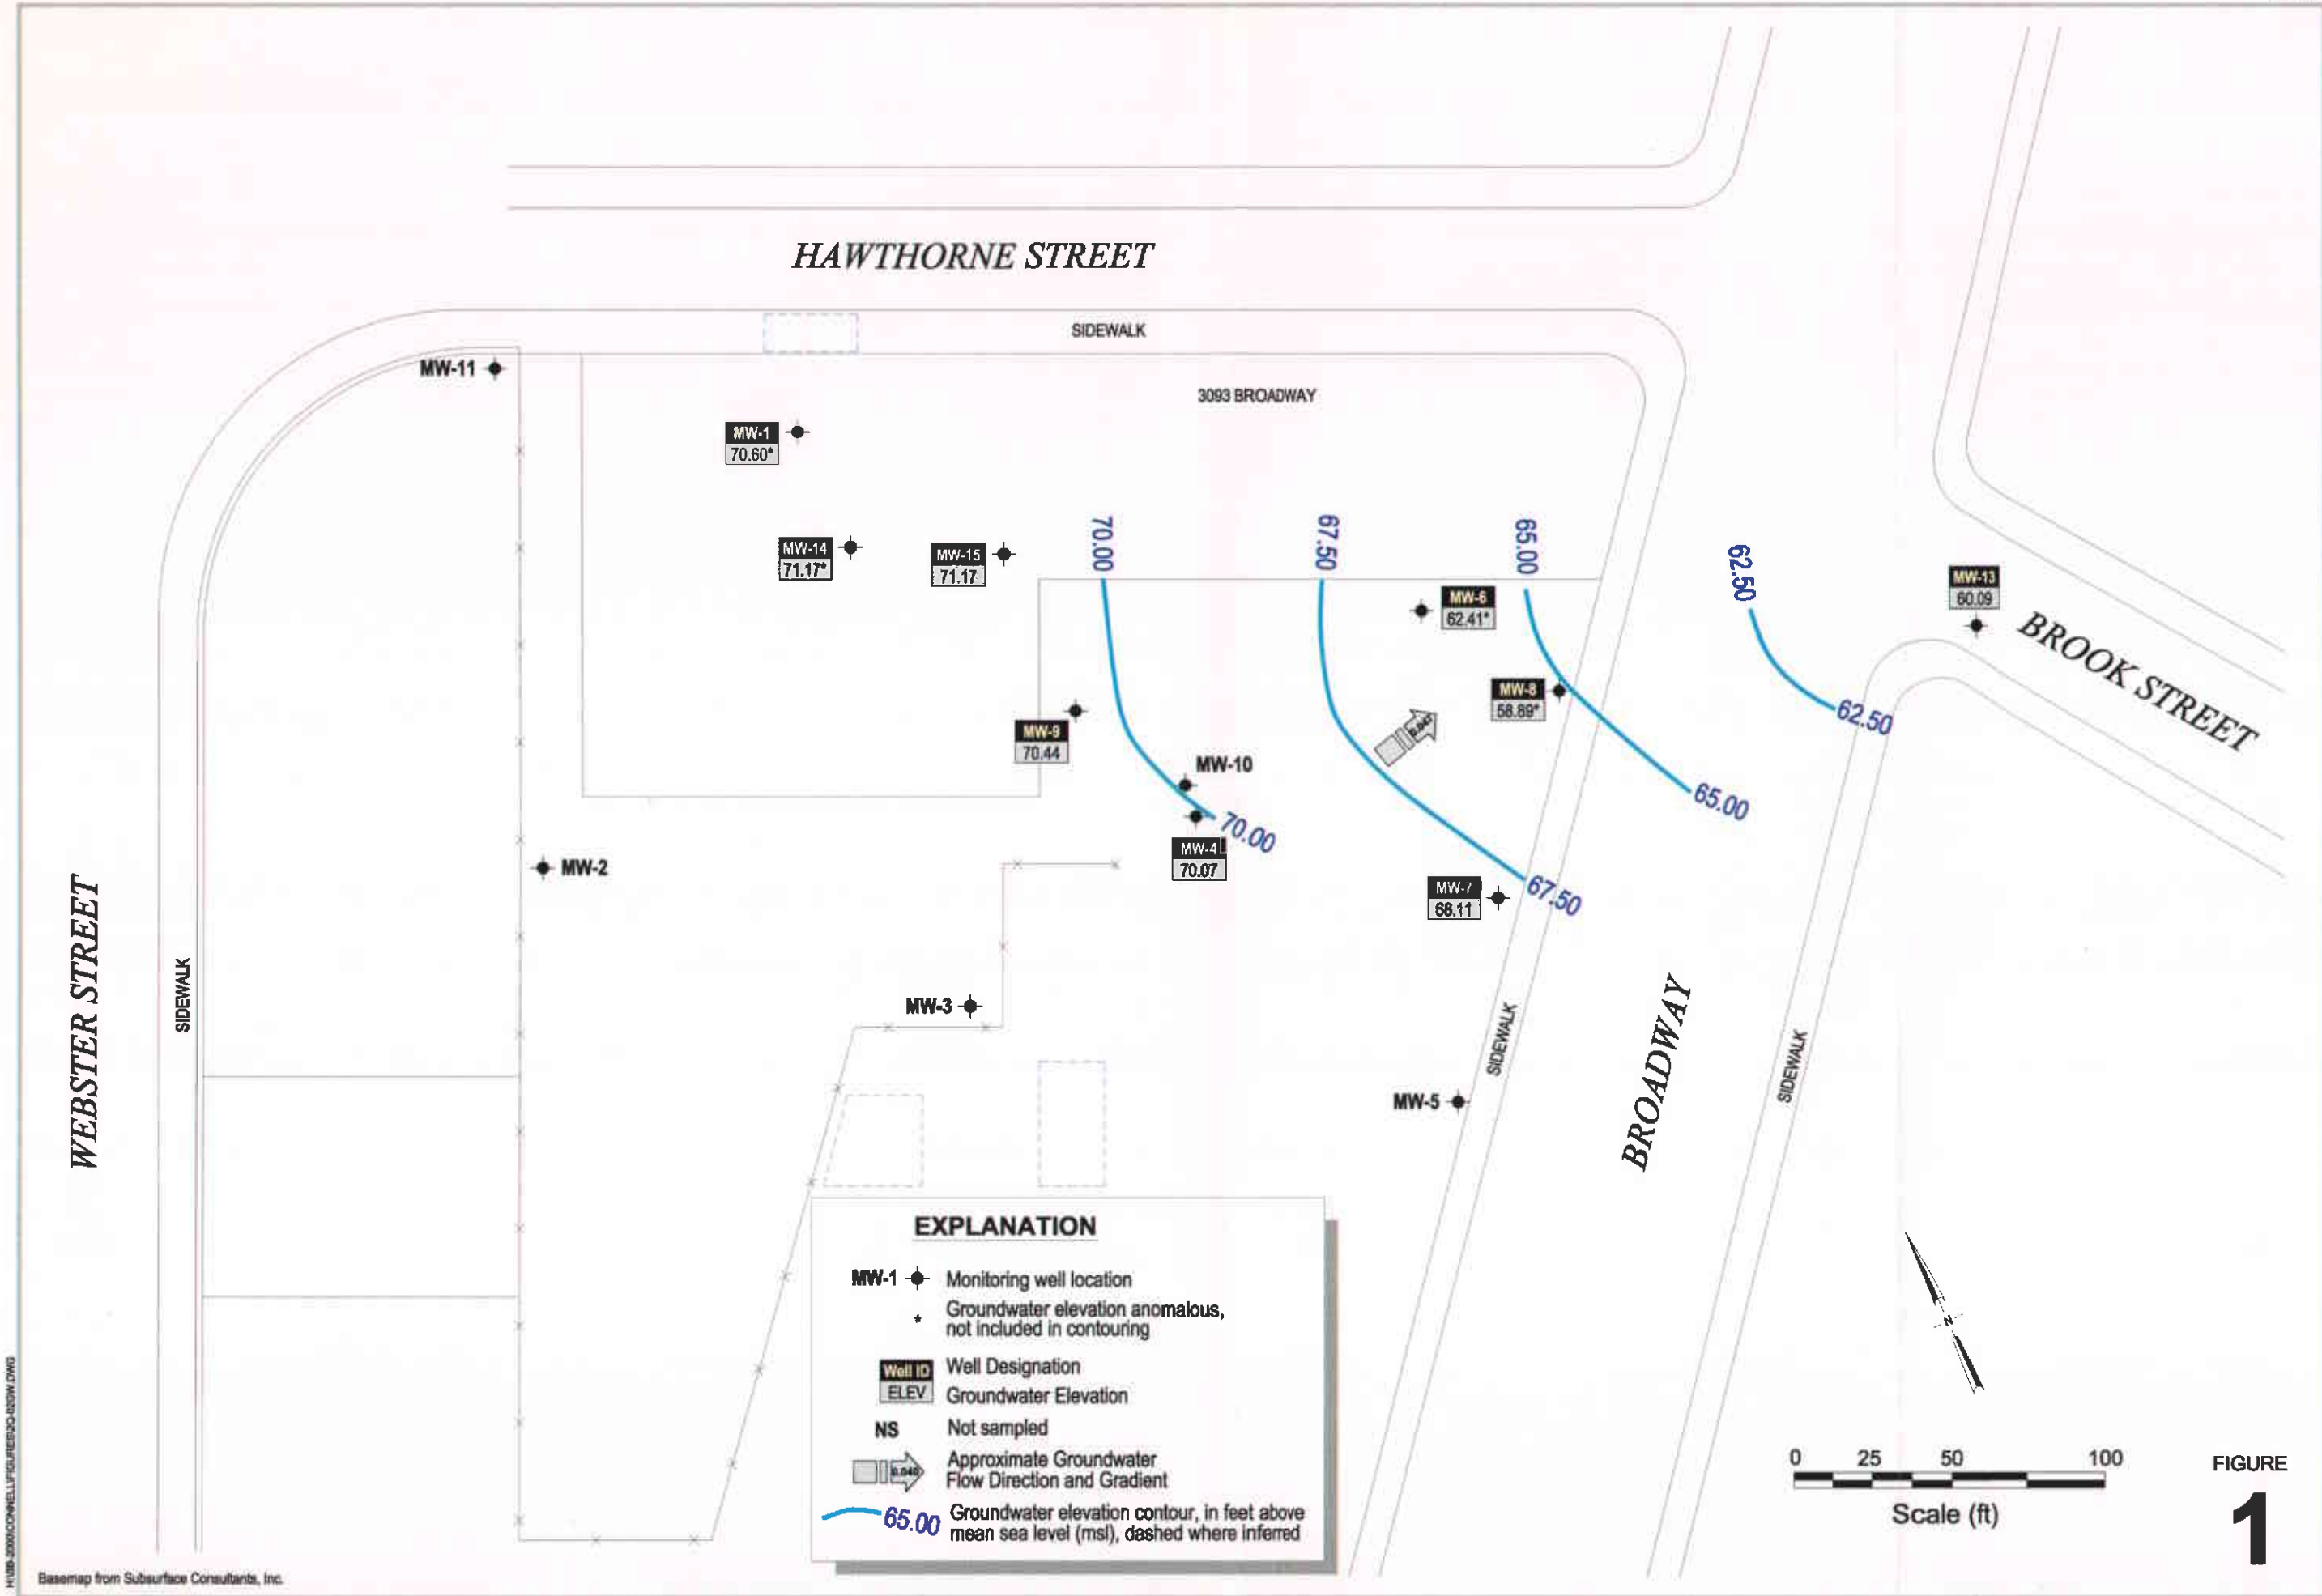 HAWTHORNE STREET
SIDEWALK
MW-11
3093 BROADWAY
MW-1
70.60*
MW-14
71.17*
MW-15
71.17
70.00
67.50
65.00
62.50
MW-13
60.09
MW-6
62.41*
BROOK STREET
MW-8
58.89*
62.50
MW-9
70.44
MW-10
65.00
70.00
MW-4
70.07
MW-2
MW-7
68.11
67.50
WEBSTER STREET
SIDEWALK
MW-3
SIDEWALK
BROADWAY
SIDEWALK
MW-5
EXPLANATION
MW-1 Monitoring well location
* Groundwater elevation anomalous,
not included in contouring
Well ID Well Designation
ELEV Groundwater Elevation
NS Not sampled
0.040 Approximate Groundwater
Flow Direction and Gradient
65.00 Groundwater elevation contour, in feet above
mean sea level (msl), dashed where inferred
N
0 25 50 100
Scale (ft)
FIGURE
1
Basemap from Subsurface Consultants, Inc.